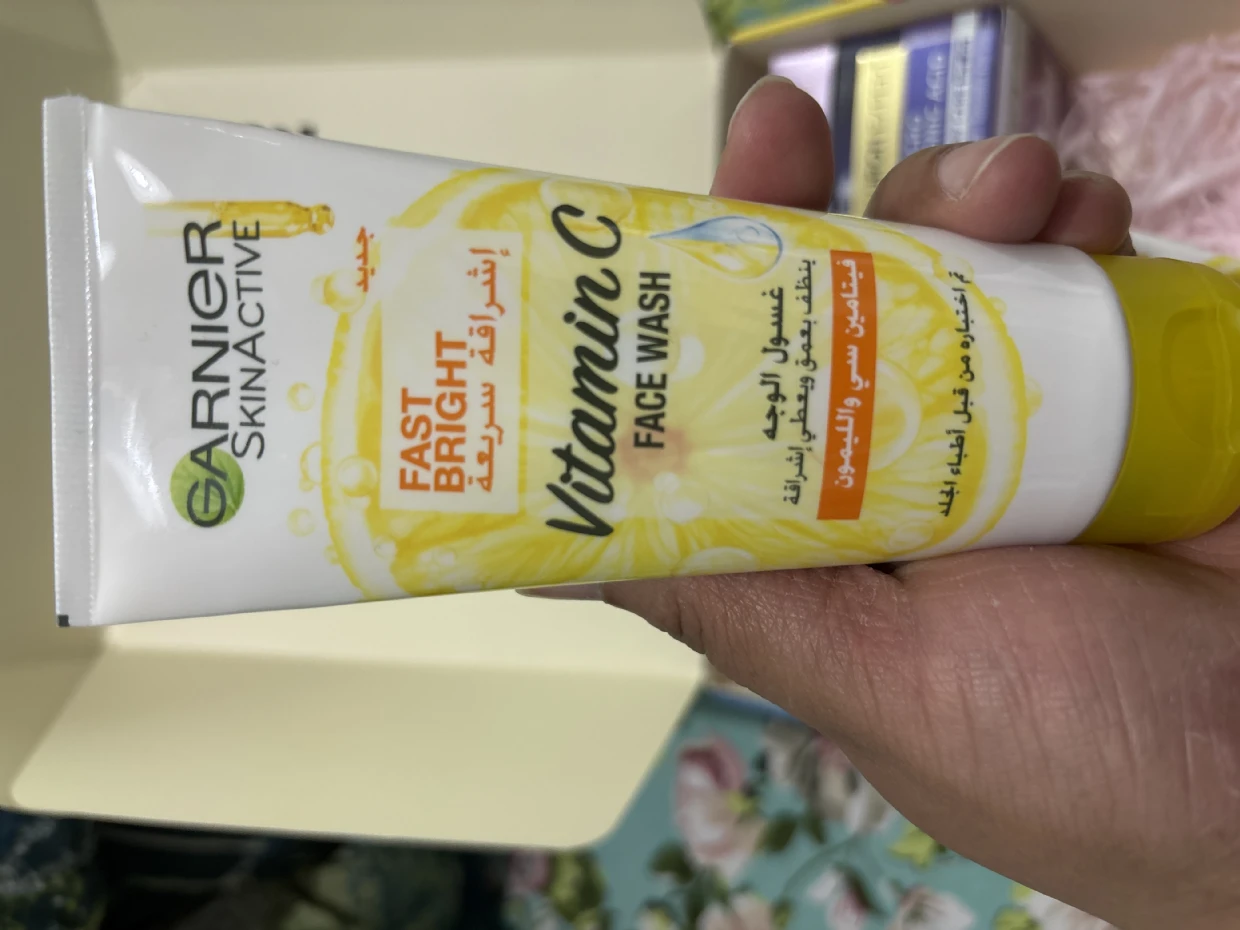 GARNIER
SKINACTIVE
جديد
FAST
BRIGHT
إشراقة سريعة
Vitamin C
FACE WASH
غسول الوجه
ينظف بعمق ويعطي إشراقة
فيتامين سي والليمون
تم اختباره من قبل أطباء الجلد